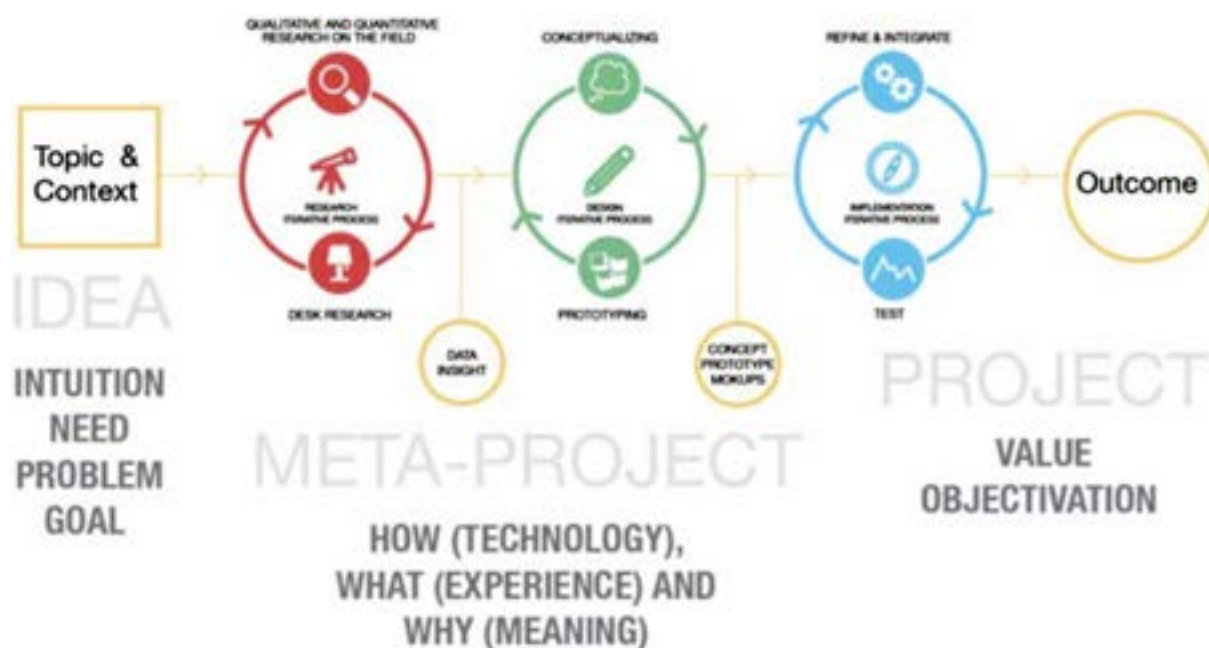 QUALITATIVE AND QUANTITATIVE
RESEARCH ON THE FIELD
CONCEPTUALIZING
REFINE & INTEGRATE
Topic &
Context
RESEARCH
ITERATIVE PROCESS
DESIGN
ITERATIVE PROCESS
IMPLEMENTATION
ITERATIVE PROCESS
Outcome
DESK RESEARCH
PROTOTYPING
TEST
DATA
INSIGHT
CONCEPT
PROTOTYPE
MOKUPS
IDEA
INTUITION
NEED
PROBLEM
GOAL
META-PROJECT
HOW (TECHNOLOGY),
WHAT (EXPERIENCE) AND
WHY (MEANING)
PROJECT
VALUE
OBJECTIVATION